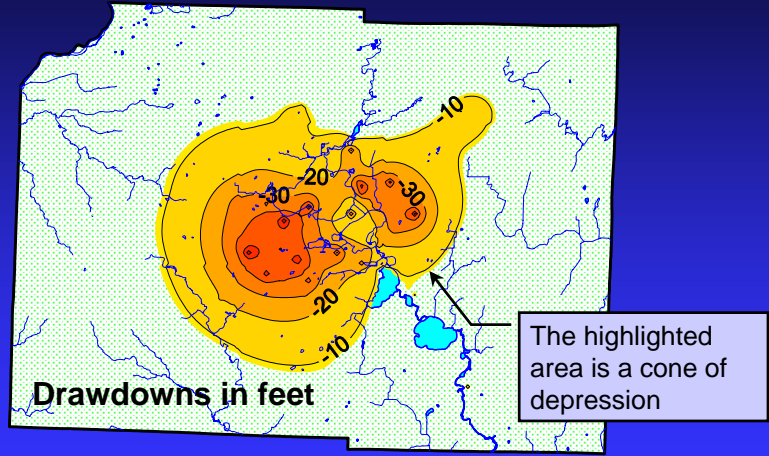 -10
-20
-30
-30
-20
-10
Drawdowns in feet
The highlighted
area is a cone of
depression